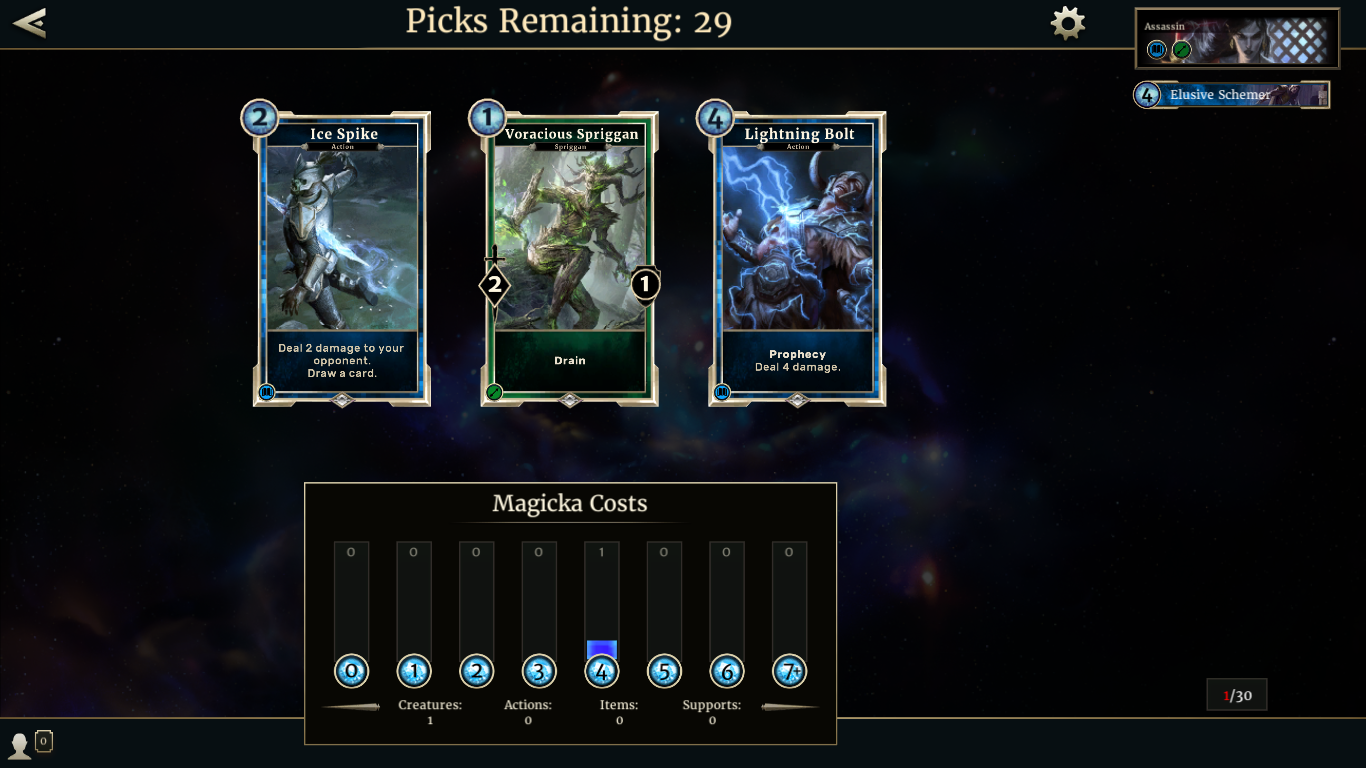 Picks Remaining: 29
Assassin
4 Elusive Schemer
2
Ice Spike
Action
Deal 2 damage to your
opponent.
Draw a card.
1
Voracious Spriggan
Spriggan
2
1
Drain
4
Lightning Bolt
Action
Prophecy
Deal 4 damage.
Magicka Costs
0 0 0 0 1 0 0 0
0 1 2 3 4 5 6 7+
Creatures: Actions: Items: Supports:
1 0 0 0
1/30
0